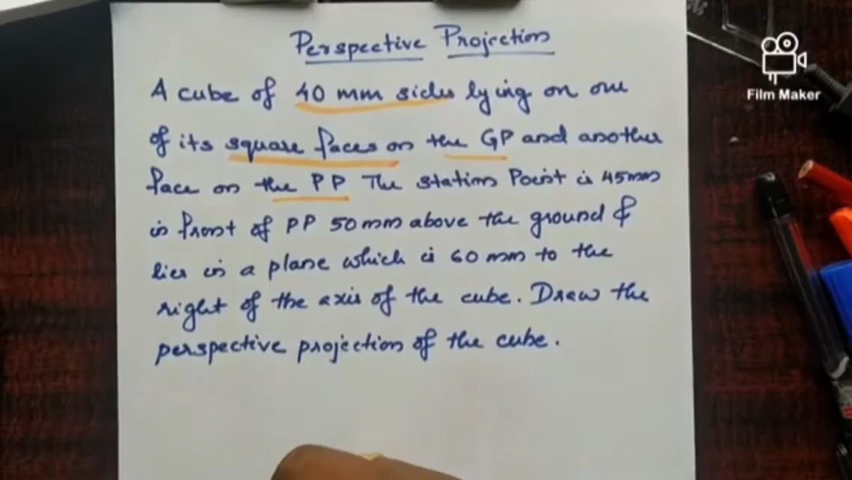 Perspective Projection
A cube of 40 mm sides lying on one
of its square faces on the GP and another
face on the PP The station Point is 45mm
in front of PP 50mm above the ground &
lies in a plane which is 60 mm to the
right of the axis of the cube. Draw the
perspective projection of the cube.
Film Maker